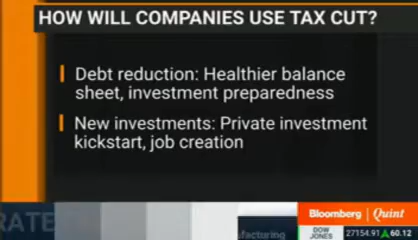 HOW WILL COMPANIES USE TAX CUT?
Debt reduction: Healthier balance
sheet, investment preparedness
New investments: Private investment
kickstart, job creation
Bloomberg | Quint
RATE
ufacturing
DOW
JONES
27154.91 ▲ 60.12